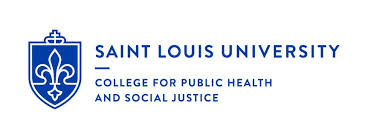 SAINT LOUIS UNIVERSITY
COLLEGE FOR PUBLIC HEALTH
AND SOCIAL JUSTICE